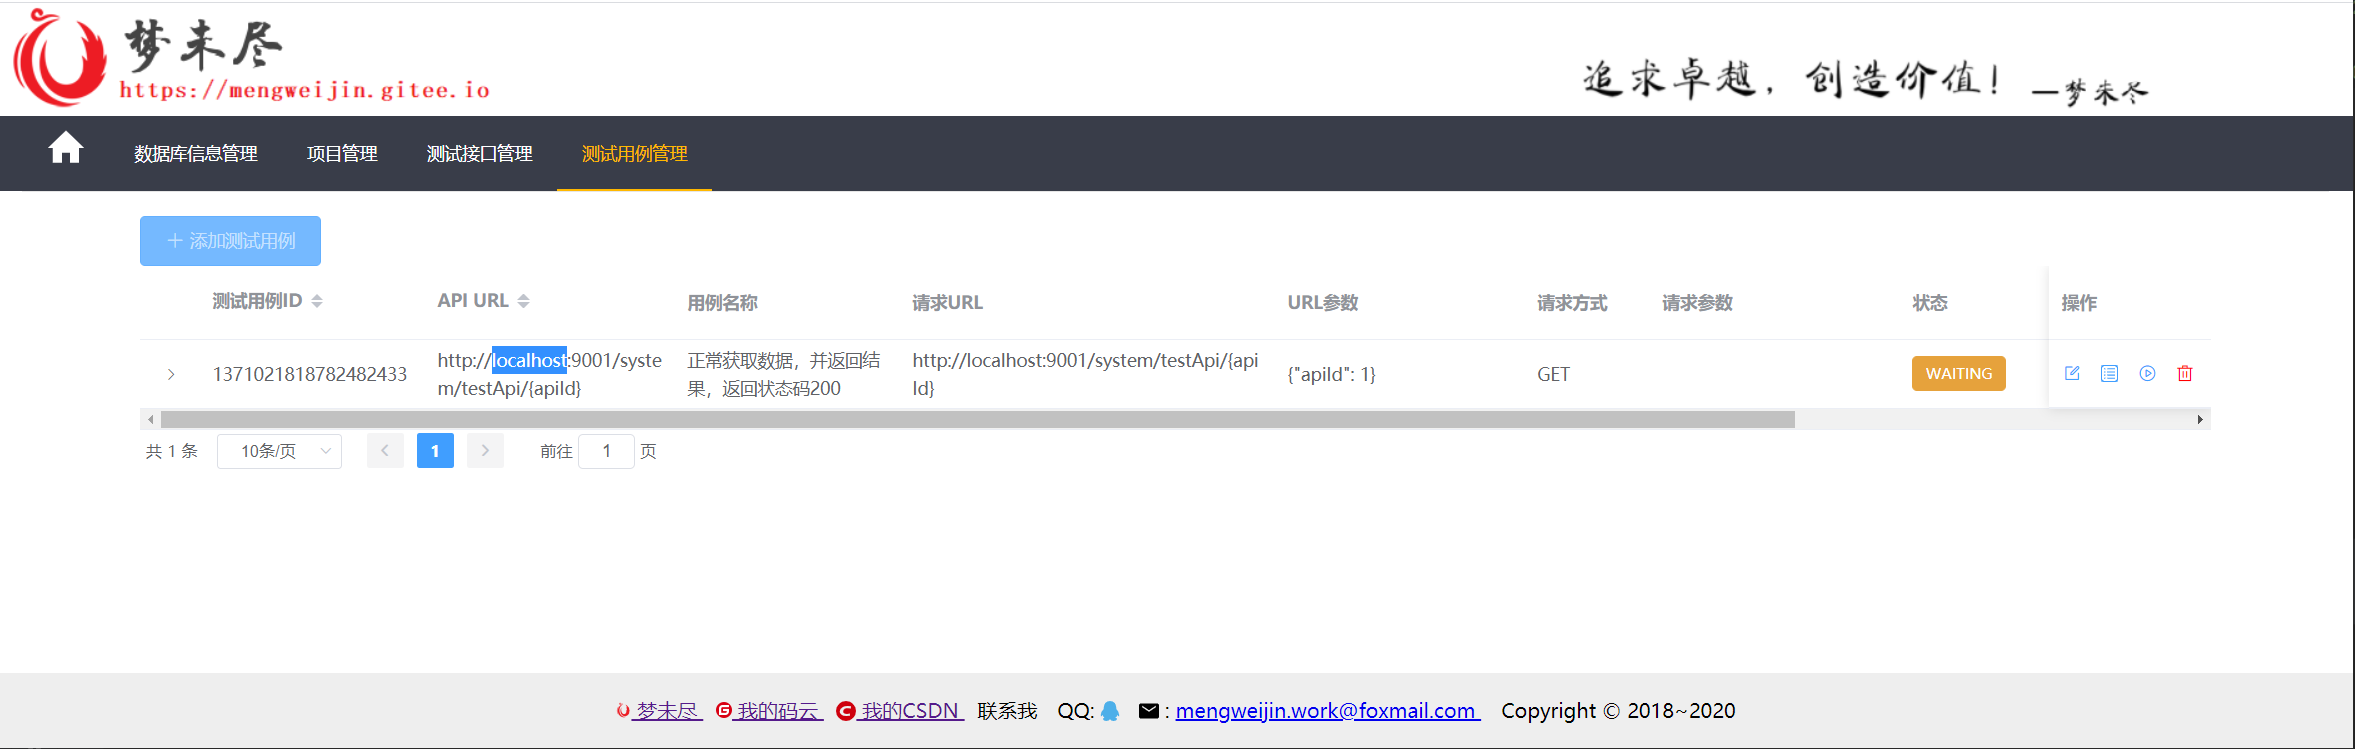 梦未尽
https://mengweijin.gitee.io
追求卓越，创造价值！ —梦未尽
数据库信息管理 项目管理 测试接口管理 测试用例管理
添加测试用例
测试用例ID API URL 用例名称 请求URL URL参数 请求方式 请求参数 状态 操作
1371021818782482433 http://localhost:9001/syste 正常获取数据，并返回结 http://localhost:9001/system/testApi/{api {"apiId": 1} GET WAITING
m/testApi/{apiId} 果，返回状态码200 Id}
共 1 条 10条/页 1 前往 1 页
梦未尽 我的码云 我的CSDN 联系我 QQ: : mengweijin.work@foxmail.com Copyright © 2018~2020